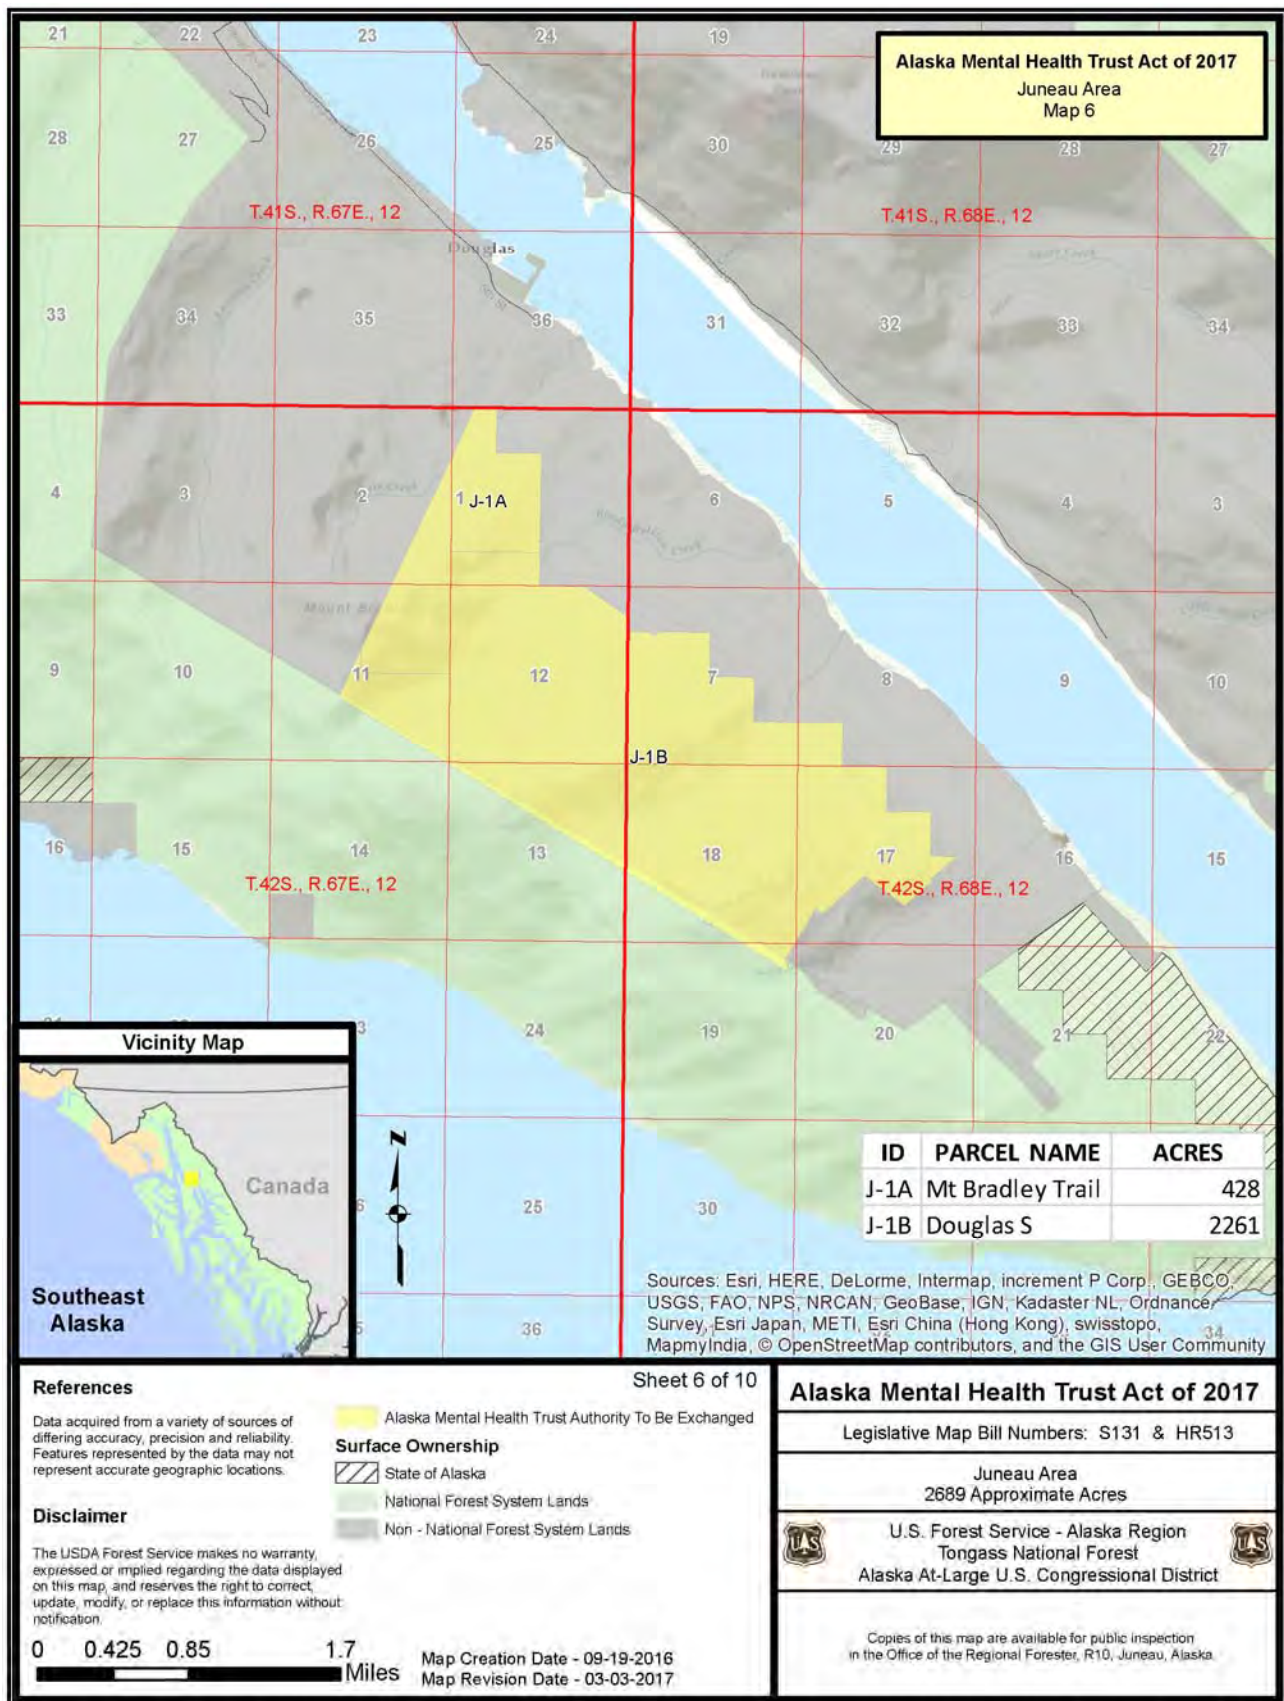 Alaska Mental Health Trust Act of 2017
Juneau Area
Map 6
21
22
23
24
19
28
27
26
25
30
29
28
27
T.41S., R.67E., 12
T.41S., R.68E., 12
Douglas
33
34
35
36
31
32
33
34
4
3
2
1
J-1A
6
5
4
3
9
10
11
12
7
8
9
10
J-1B
16
15
14
13
18
17
16
15
T.42S., R.67E., 12
T.42S., R.68E., 12
24
19
20
21
22
25
30
36
34
Vicinity Map
Canada
Southeast
Alaska
N
ID PARCEL NAME ACRES
J-1A Mt Bradley Trail 428
J-1B Douglas S 2261
Sources: Esri, HERE, DeLorme, Intermap, increment P Corp., GEBCO,
USGS, FAO, NPS, NRCAN, GeoBase, IGN, Kadaster NL, Ordnance
Survey, Esri Japan, METI, Esri China (Hong Kong), swisstopo,
MapmyIndia, © OpenStreetMap contributors, and the GIS User Community
References
Data acquired from a variety of sources of
differing accuracy, precision and reliability.
Features represented by the data may not
represent accurate geographic locations.
Disclaimer
The USDA Forest Service makes no warranty,
expressed or implied regarding the data displayed
on this map, and reserves the right to correct,
update, modify, or replace this information without
notification.
0 0.425 0.85 1.7
Miles
Sheet 6 of 10
Alaska Mental Health Trust Authority To Be Exchanged
Surface Ownership
State of Alaska
National Forest System Lands
Non - National Forest System Lands
Map Creation Date - 09-19-2016
Map Revision Date - 03-03-2017
Alaska Mental Health Trust Act of 2017
Legislative Map Bill Numbers: S131 & HR513
Juneau Area
2689 Approximate Acres
U.S. Forest Service - Alaska Region
Tongass National Forest
Alaska At-Large U.S. Congressional District
Copies of this map are available for public inspection
in the Office of the Regional Forester, R10, Juneau, Alaska.